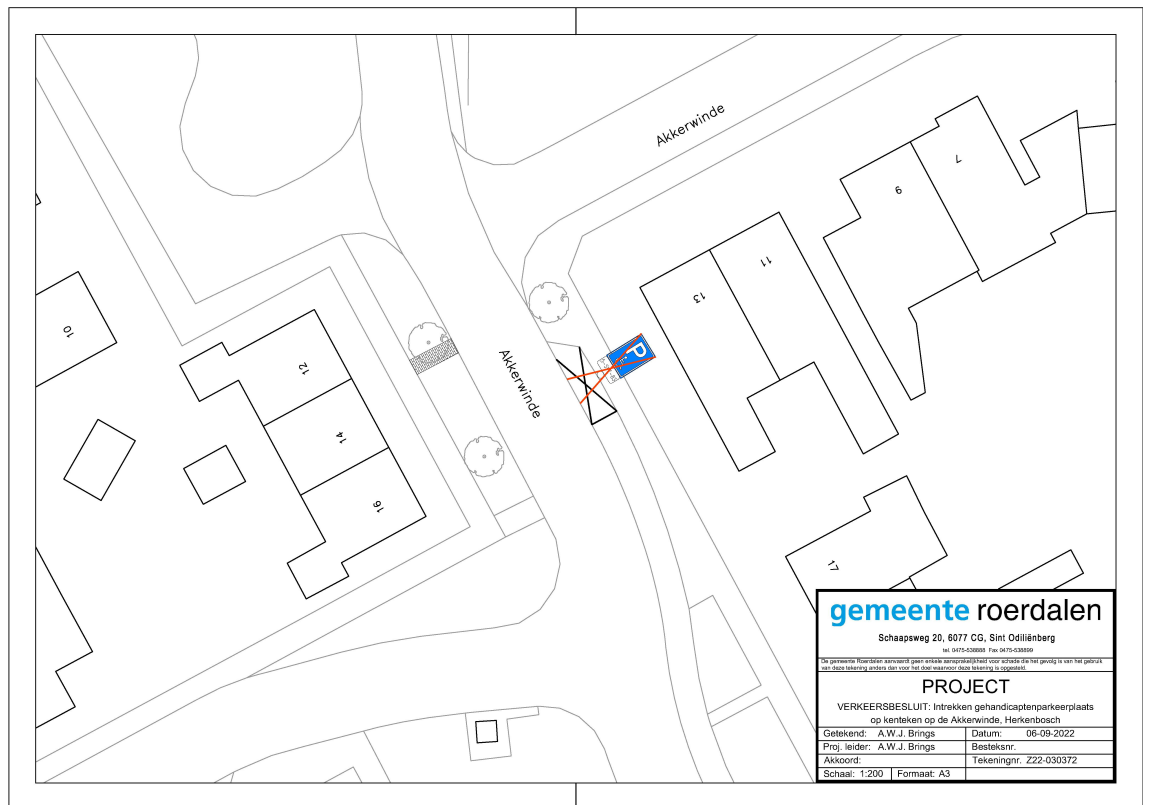 Akkerwinde
7
9
11
13
10
12
Akkerwinde
14
16
17
P
gemeente roerdalen
Schaapsweg 20, 6077 CG, Sint Odiliënberg
tel. 0475-538888 Fax 0475-538899
De gemeente Roerdalen aanvaardt geen enkele aansprakelijkheid voor schade die het gevolg is van het gebruik
van deze tekening anders dan voor het doel waarvoor deze tekening is opgesteld.
PROJECT
VERKEERSBESLUIT: Intrekken gehandicaptenparkeerplaats
op kenteken op de Akkerwinde, Herkenbosch
Getekend: A.W.J. Brings Datum: 06-09-2022
Proj. leider: A.W.J. Brings Besteksnr.
Akkoord: Tekeningnr. Z22-030372
Schaal: 1:200 Formaat: A3